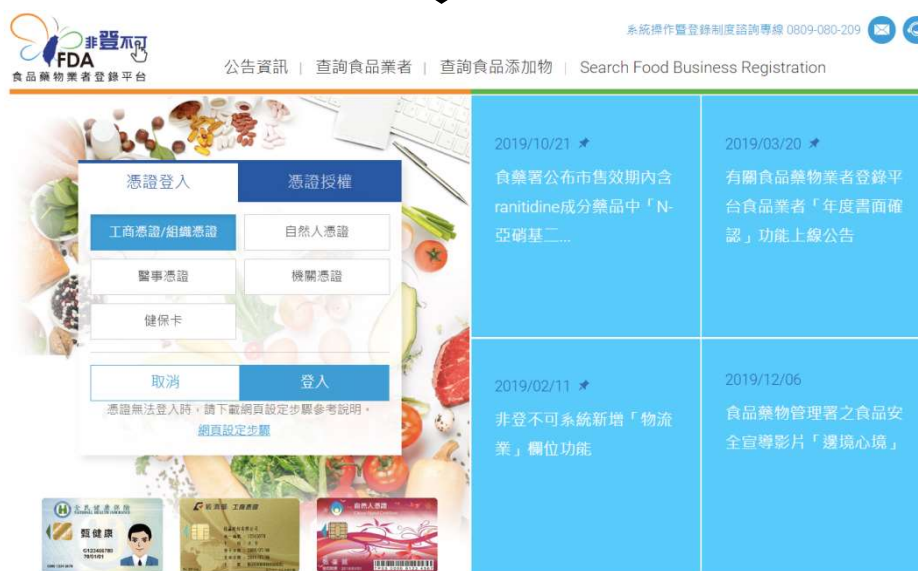 系統操作暨登錄制度諮詢專線 0809-080-209
非登不可
FDA
食品藥物業者登錄平台
公告資訊 | 查詢食品業者 | 查詢食品添加物 | Search Food Business Registration
憑證登入
憑證授權
工商憑證/組織憑證
自然人憑證
醫事憑證
機關憑證
健保卡
取消
登入
憑證無法登入時，請下載網頁設定步驟參考說明。
網頁設定步驟
2019/10/21
食藥署公布市售效期內含
ranitidine成分藥品中「N-
亞硝基二...
2019/03/20
有關食品藥物業者登錄平
台食品業者「年度書面確
認」功能上線公告
2019/02/11
非登不可系統新增「物流
業」欄位功能
2019/12/06
食品藥物管理署之食品安
全宣導影片「邊境心境」
全民健康保險
甄健康
經濟部 工商憑證
自然人憑證